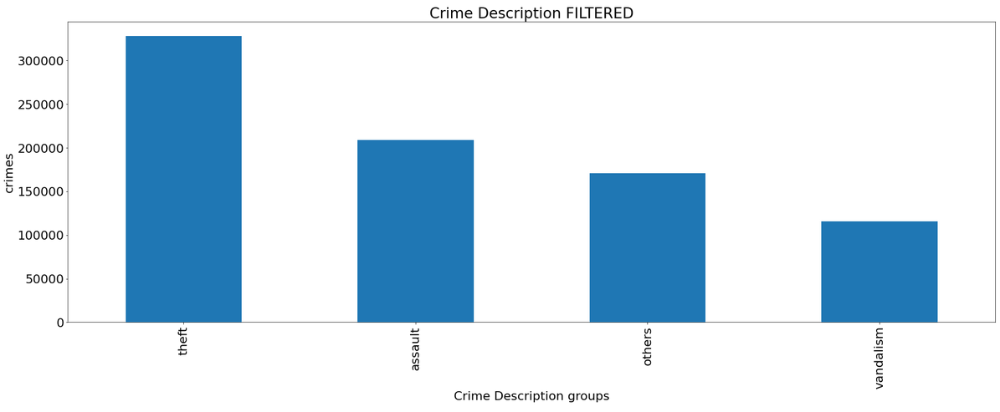 Crime Description FILTERED
300000
250000
200000
150000
100000
50000
0
crimes
theft
assault
others
vandalism
Crime Description groups